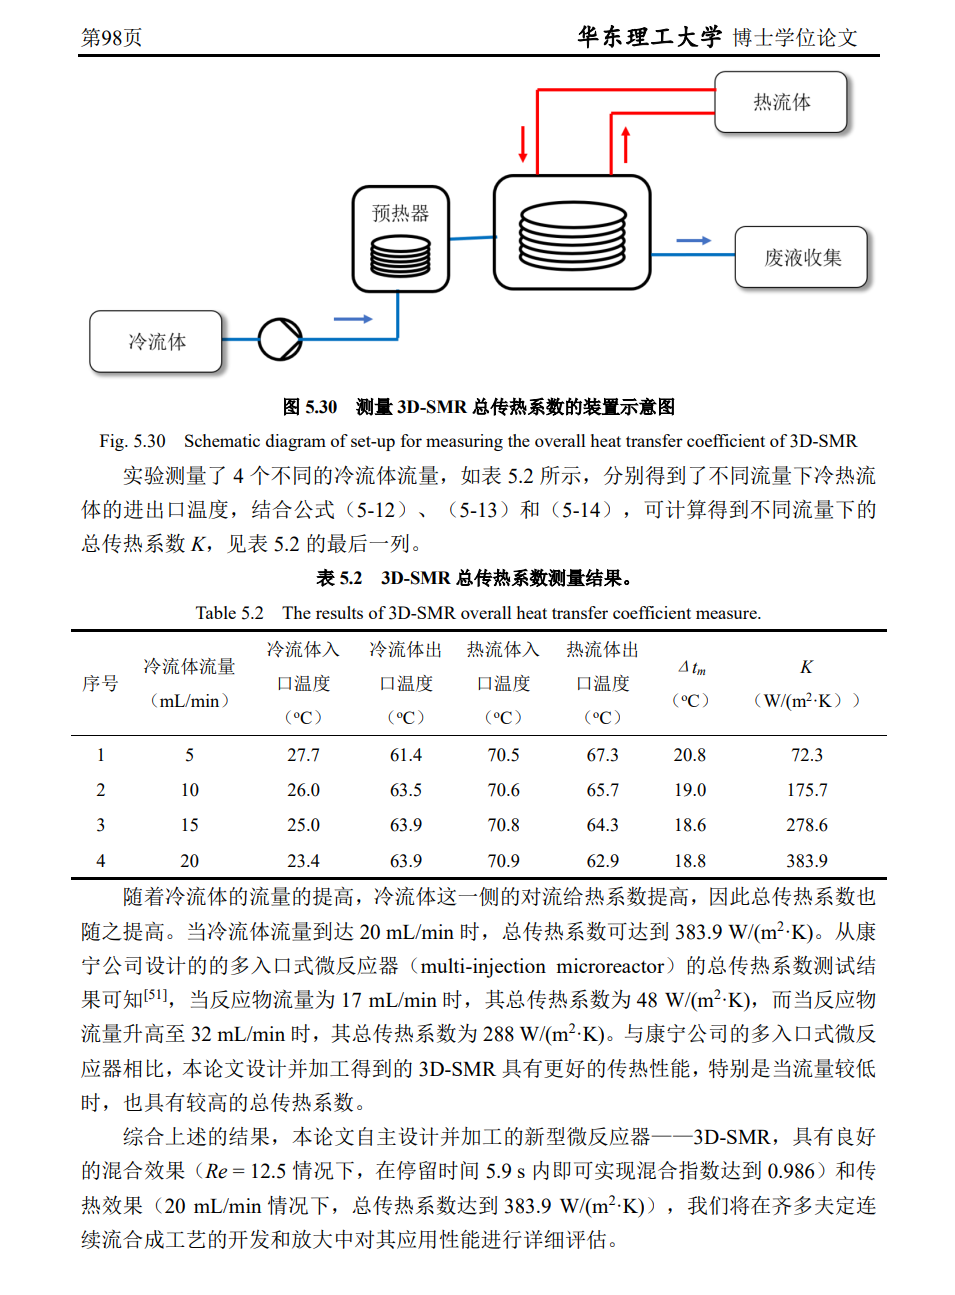 第98页 华东理工大学 博士学位论文
热流体
预热器
废液收集
冷流体
图 5.30 测量 3D-SMR 总传热系数的装置示意图
Fig. 5.30 Schematic diagram of set-up for measuring the overall heat transfer coefficient of 3D-SMR
实验测量了 4 个不同的冷流体流量，如表 5.2 所示，分别得到了不同流量下冷热流
体的进出口温度，结合公式（5-12）、（5-13）和（5-14），可计算得到不同流量下的
总传热系数 K，见表 5.2 的最后一列。
表 5.2 3D-SMR 总传热系数测量结果。
Table 5.2 The results of 3D-SMR overall heat transfer coefficient measure.
序号 冷流体流量（mL/min） 冷流体入口温度（ºC） 冷流体出口温度（ºC） 热流体入口温度（ºC） 热流体出口温度（ºC） Δtm（ºC） K（W/(m²·K））
1 5 27.7 61.4 70.5 67.3 20.8 72.3
2 10 26.0 63.5 70.6 65.7 19.0 175.7
3 15 25.0 63.9 70.8 64.3 18.6 278.6
4 20 23.4 63.9 70.9 62.9 18.8 383.9
随着冷流体的流量的提高，冷流体这一侧的对流给热系数提高，因此总传热系数也
随之提高。当冷流体流量到达 20 mL/min 时，总传热系数可达到 383.9 W/(m²·K)。从康
宁公司设计的的多入口式微反应器（multi-injection microreactor）的总传热系数测试结
果可知[51]，当反应物流量为 17 mL/min 时，其总传热系数为 48 W/(m²·K)，而当反应物
流量升高至 32 mL/min 时，其总传热系数为 288 W/(m²·K)。与康宁公司的多入口式微反
应器相比，本论文设计并加工得到的 3D-SMR 具有更好的传热性能，特别是当流量较低
时，也具有较高的总传热系数。
综合上述的结果，本论文自主设计并加工的新型微反应器——3D-SMR，具有良好
的混合效果（Re = 12.5 情况下，在停留时间 5.9 s 内即可实现混合指数达到 0.986）和传
热效果（20 mL/min 情况下，总传热系数达到 383.9 W/(m²·K)），我们将在齐多夫定连
续流合成工艺的开发和放大中对其应用性能进行详细评估。